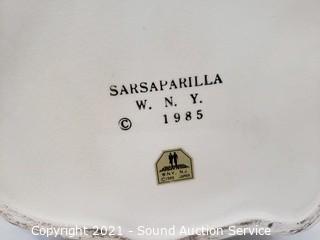 SARSAPARILLA
W. N. Y.
© 1985
W.N.Y. N.J.
Copyright 2021 - Sound Auction Service